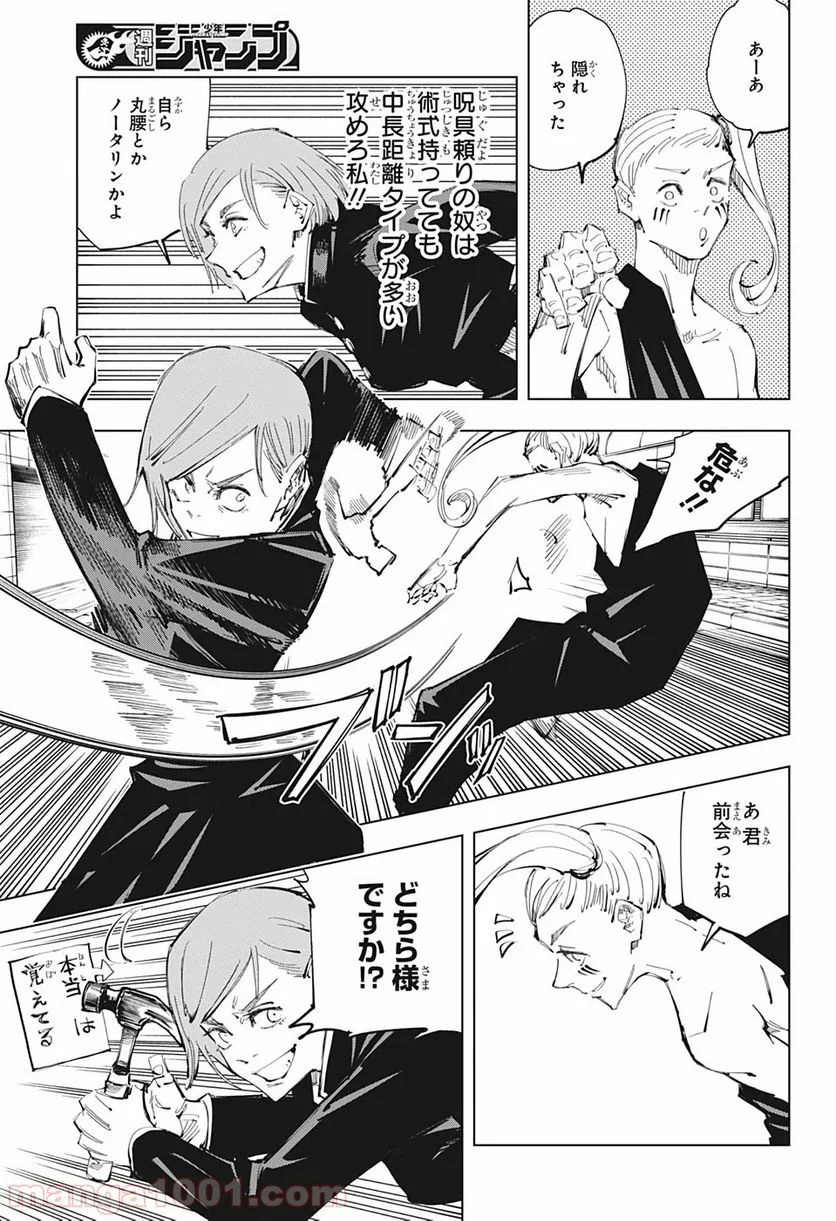 あーあ
隠れ
ちゃった
週刊
少年
ジャンプ
呪具頼りの奴は
術式持ってても
中長距離タイプが多い
攻めろ私!!
自ら
丸腰とか
ノータリンかよ
危な!!
ブンッ
あ君
前会ったね
どちら様
ですか!?
本当は
覚えてる
manga1001.com